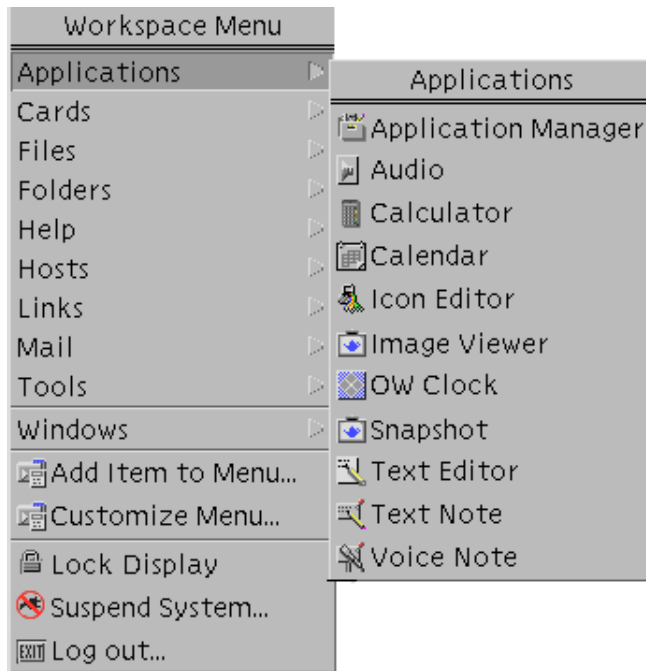 Workspace Menu
Applications
Cards
Files
Folders
Help
Hosts
Links
Mail
Tools
Windows
Add Item to Menu...
Customize Menu...
Lock Display
Suspend System...
EXIT Log out...
Applications
Application Manager
Audio
Calculator
Calendar
Icon Editor
Image Viewer
OW Clock
Snapshot
Text Editor
Text Note
Voice Note